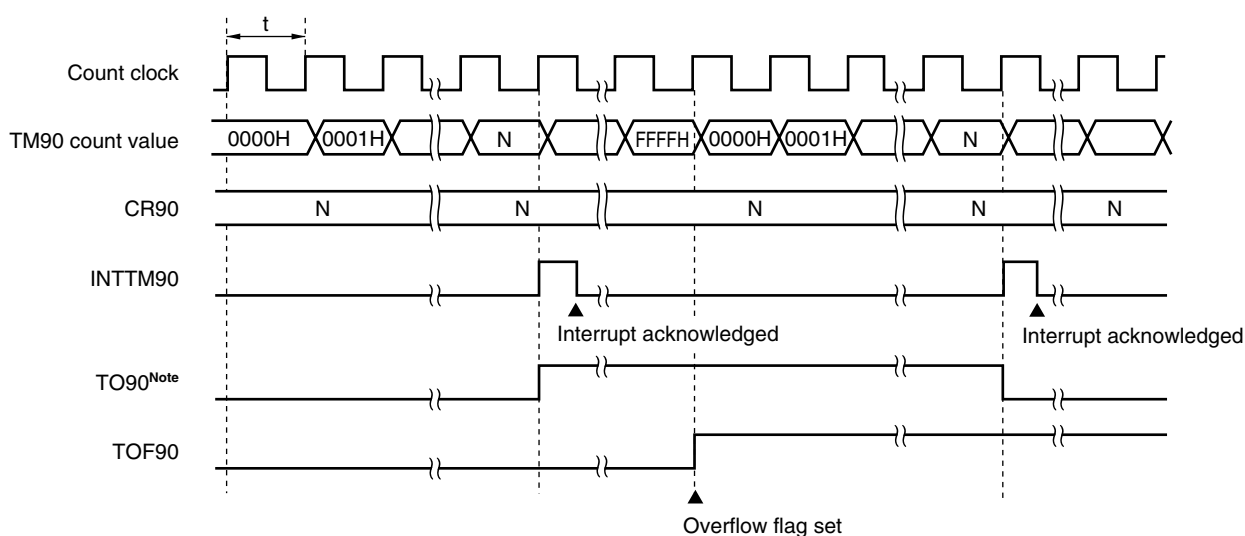 t
Count clock
TM90 count value 0000H 0001H N FFFFH 0000H 0001H N
CR90 N N N N N
INTTM90
Interrupt acknowledged Interrupt acknowledged
TO90Note
TOF90
Overflow flag set